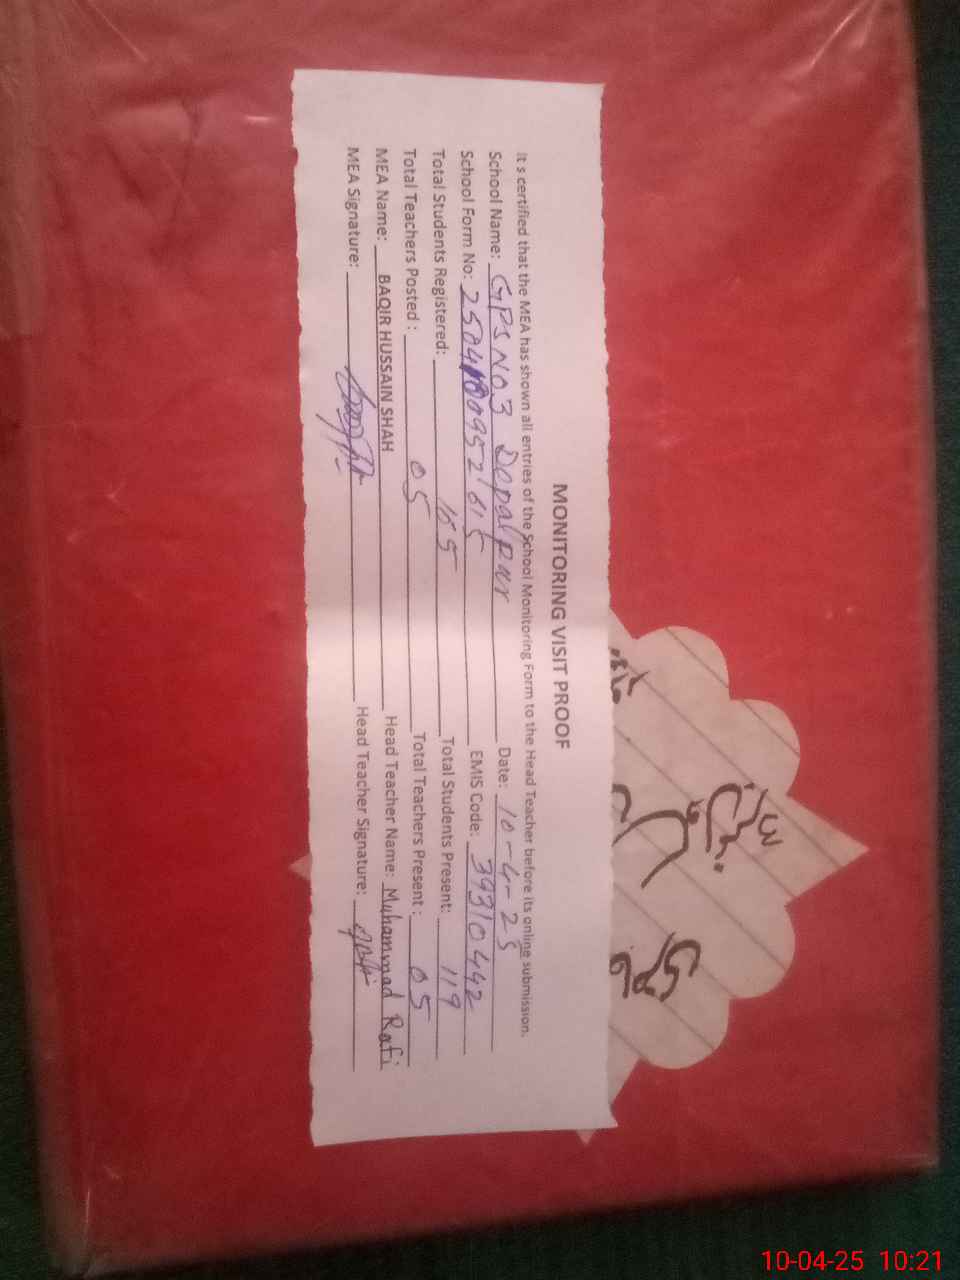 MONITORING VISIT PROOF
It s certified that the MEA has shown all entries of the School Monitoring Form to the Head Teacher before its online submission.
School Name: GPS NO.3 Depalpur Date: 10-4-25
School Form No: EMIS Code: 39310442
Total Students Registered: 165 Total Students Present: 119
Total Teachers Posted : 05 Total Teachers Present : 05
MEA Name: BAQIR HUSSAIN SHAH Head Teacher Name: Muhammad Rafi
MEA Signature: Head Teacher Signature:
10-04-25 10:21